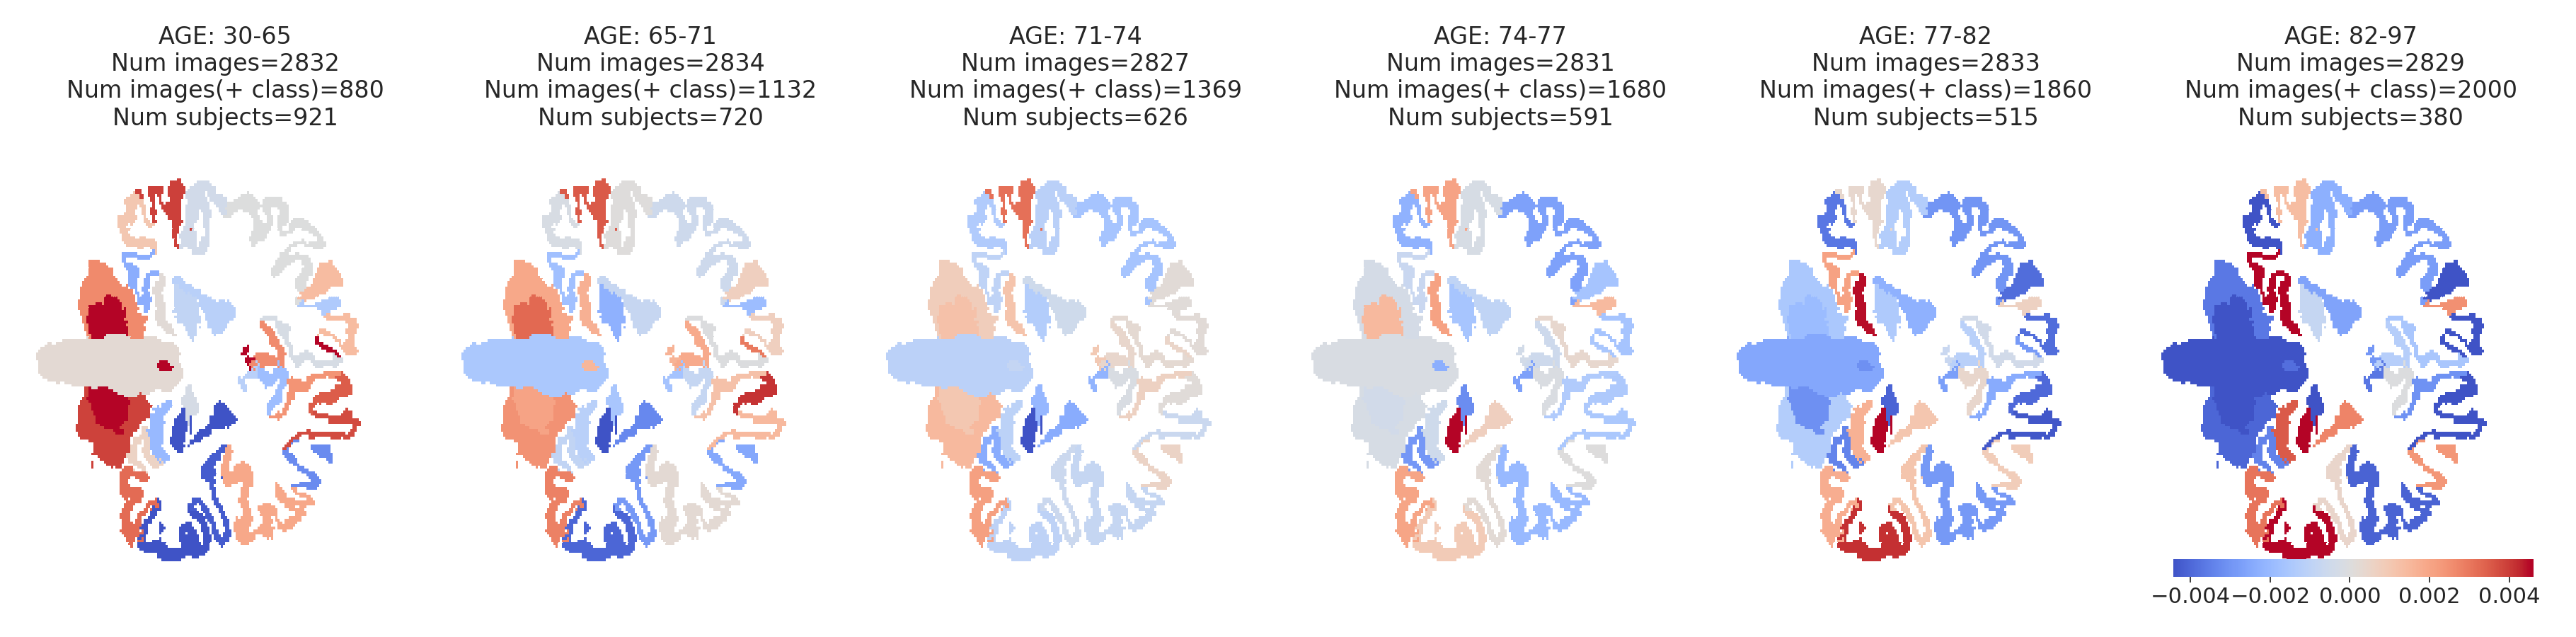 AGE: 30-65
Num images=2832
Num images(+ class)=880
Num subjects=921
AGE: 65-71
Num images=2834
Num images(+ class)=1132
Num subjects=720
AGE: 71-74
Num images=2827
Num images(+ class)=1369
Num subjects=626
AGE: 74-77
Num images=2831
Num images(+ class)=1680
Num subjects=591
AGE: 77-82
Num images=2833
Num images(+ class)=1860
Num subjects=515
AGE: 82-97
Num images=2829
Num images(+ class)=2000
Num subjects=380
−0.004 −0.002 0.000 0.002 0.004